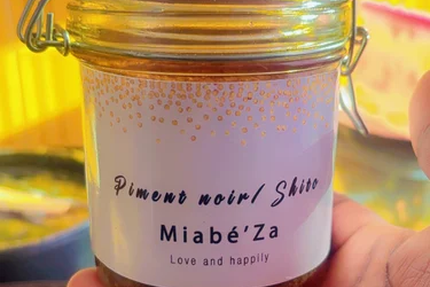 Piment noir/ Shito
Miabé'Za
Love and happily